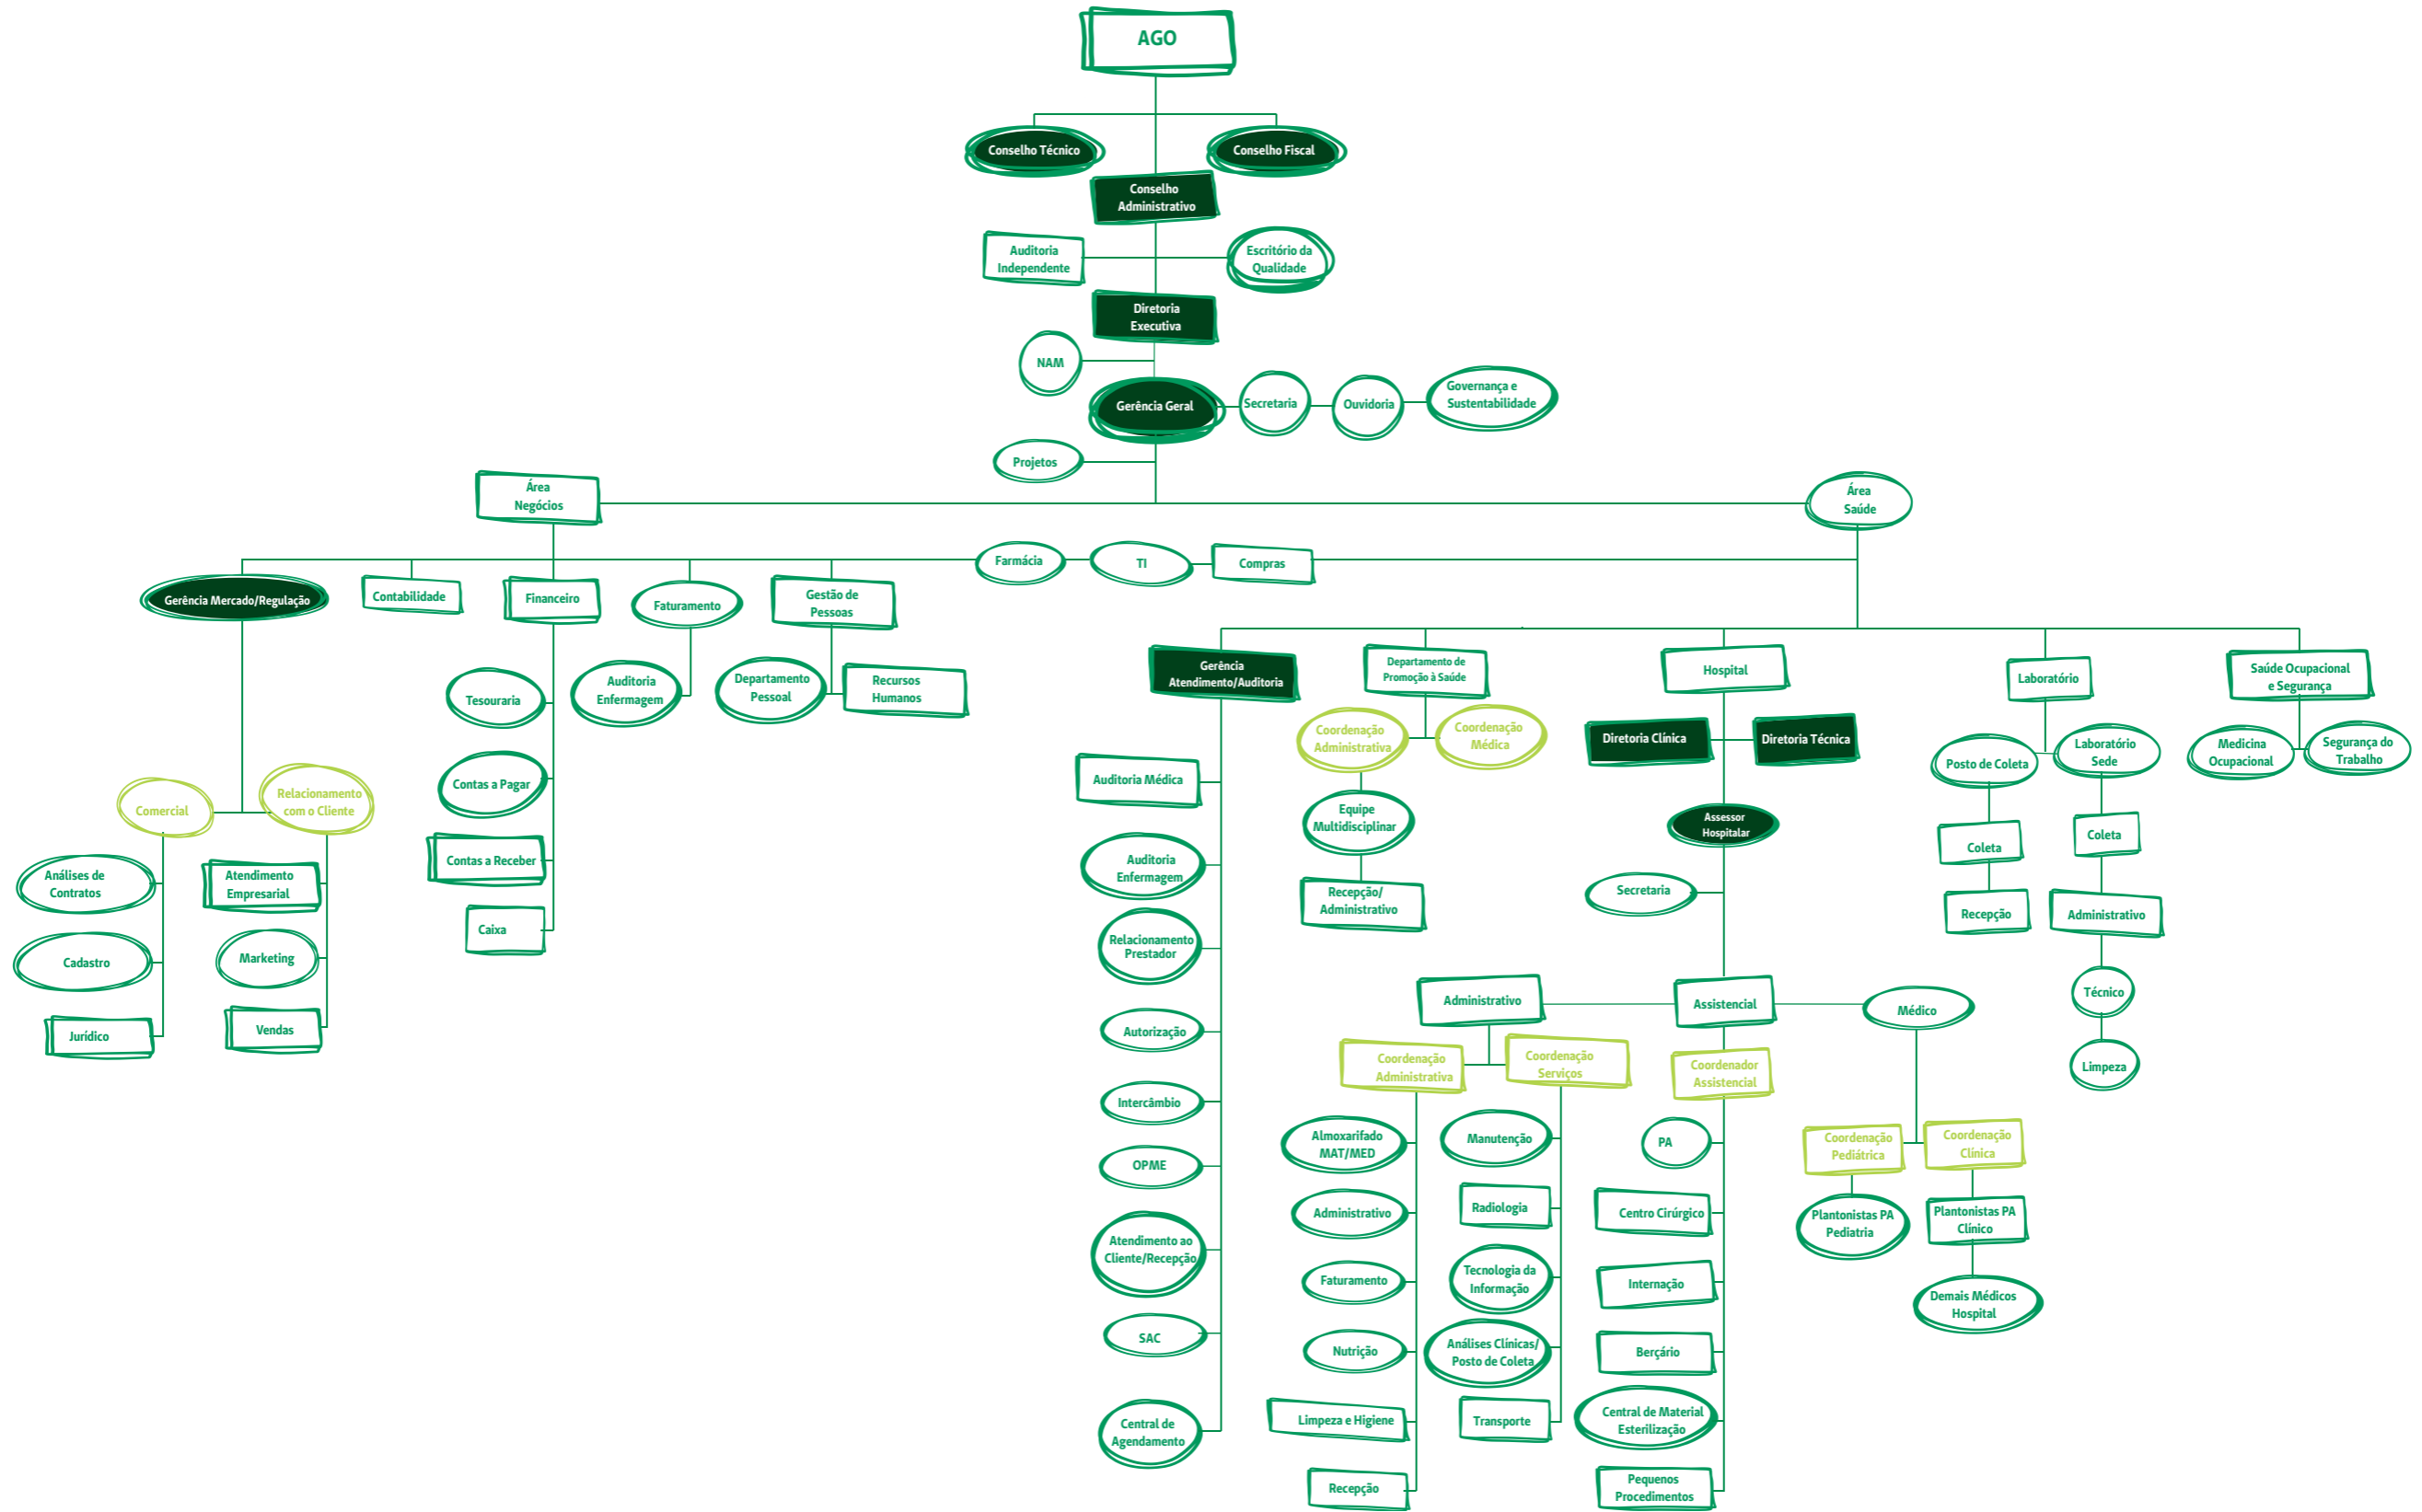 AGO
Conselho Técnico
Conselho Fiscal
Conselho
Administrativo
Auditoria
Independente
Escritório da
Qualidade
Diretoria
Executiva
NAM
Gerência Geral
Secretaria
Ouvidoria
Governança e
Sustentabilidade
Projetos
Área
Negócios
Área
Saúde
Farmácia
TI
Compras
Gerência Mercado/Regulação
Contabilidade
Financeiro
Faturamento
Gestão de
Pessoas
Tesouraria
Auditoria
Enfermagem
Departamento
Pessoal
Recursos
Humanos
Contas a Pagar
Contas a Receber
Caixa
Comercial
Relacionamento
com o Cliente
Análises de
Contratos
Cadastro
Jurídico
Atendimento
Empresarial
Marketing
Vendas
Gerência
Atendimento/Auditoria
Departamento de
Promoção à Saúde
Hospital
Laboratório
Saúde Ocupacional
e Segurança
Auditoria Médica
Auditoria
Enfermagem
Relacionamento
Prestador
Autorização
Intercâmbio
OPME
Atendimento ao
Cliente/Recepção
SAC
Central de
Agendamento
Coordenação
Administrativa
Coordenação
Médica
Equipe
Multidisciplinar
Recepção/
Administrativo
Diretoria Clínica
Diretoria Técnica
Assessor
Hospitalar
Secretaria
Administrativo
Assistencial
Médico
Coordenação
Administrativa
Coordenação
Serviços
Coordenador
Assistencial
Almoxarifado
MAT/MED
Administrativo
Faturamento
Nutrição
Limpeza e Higiene
Recepção
Manutenção
Radiologia
Tecnologia da
Informação
Análises Clínicas/
Posto de Coleta
Transporte
PA
Centro Cirúrgico
Internação
Berçário
Central de Material
Esterilização
Pequenos
Procedimentos
Coordenação
Pediátrica
Coordenação
Clínica
Plantonistas PA
Pediatria
Plantonistas PA
Clínico
Demais Médicos
Hospital
Posto de Coleta
Laboratório
Sede
Coleta
Recepção
Coleta
Administrativo
Técnico
Limpeza
Medicina
Ocupacional
Segurança do
Trabalho